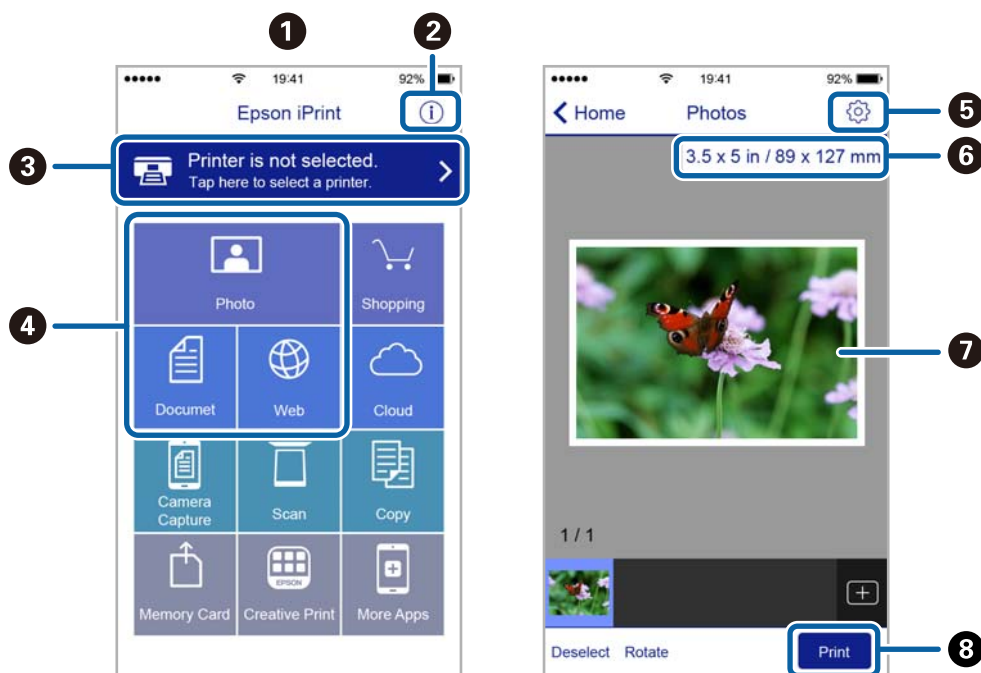 1
2
19:41
92%
Epson iPrint
i
3
Printer is not selected.
Tap here to select a printer.
4
Photo
Shopping
Documet
Web
Cloud
Camera
Capture
Scan
Copy
EPSON
Memory Card
Creative Print
More Apps
19:41
92%
Home
Photos
5
3.5 x 5 in / 89 x 127 mm
6
7
1 / 1
Deselect
Rotate
Print
8